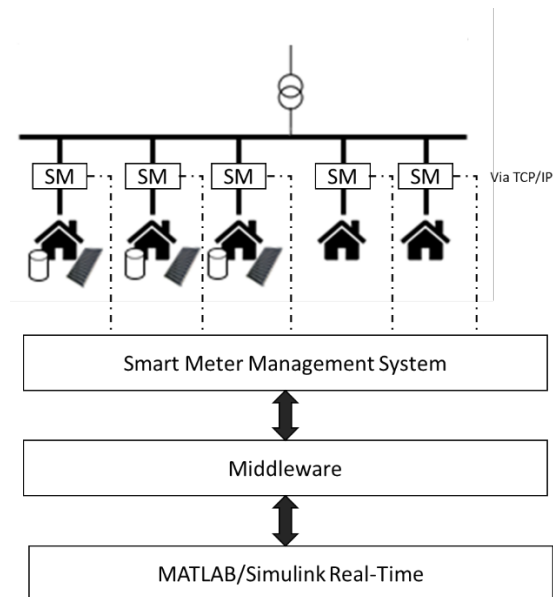 SM SM SM SM SM Via TCP/IP
Smart Meter Management System
Middleware
MATLAB/Simulink Real-Time